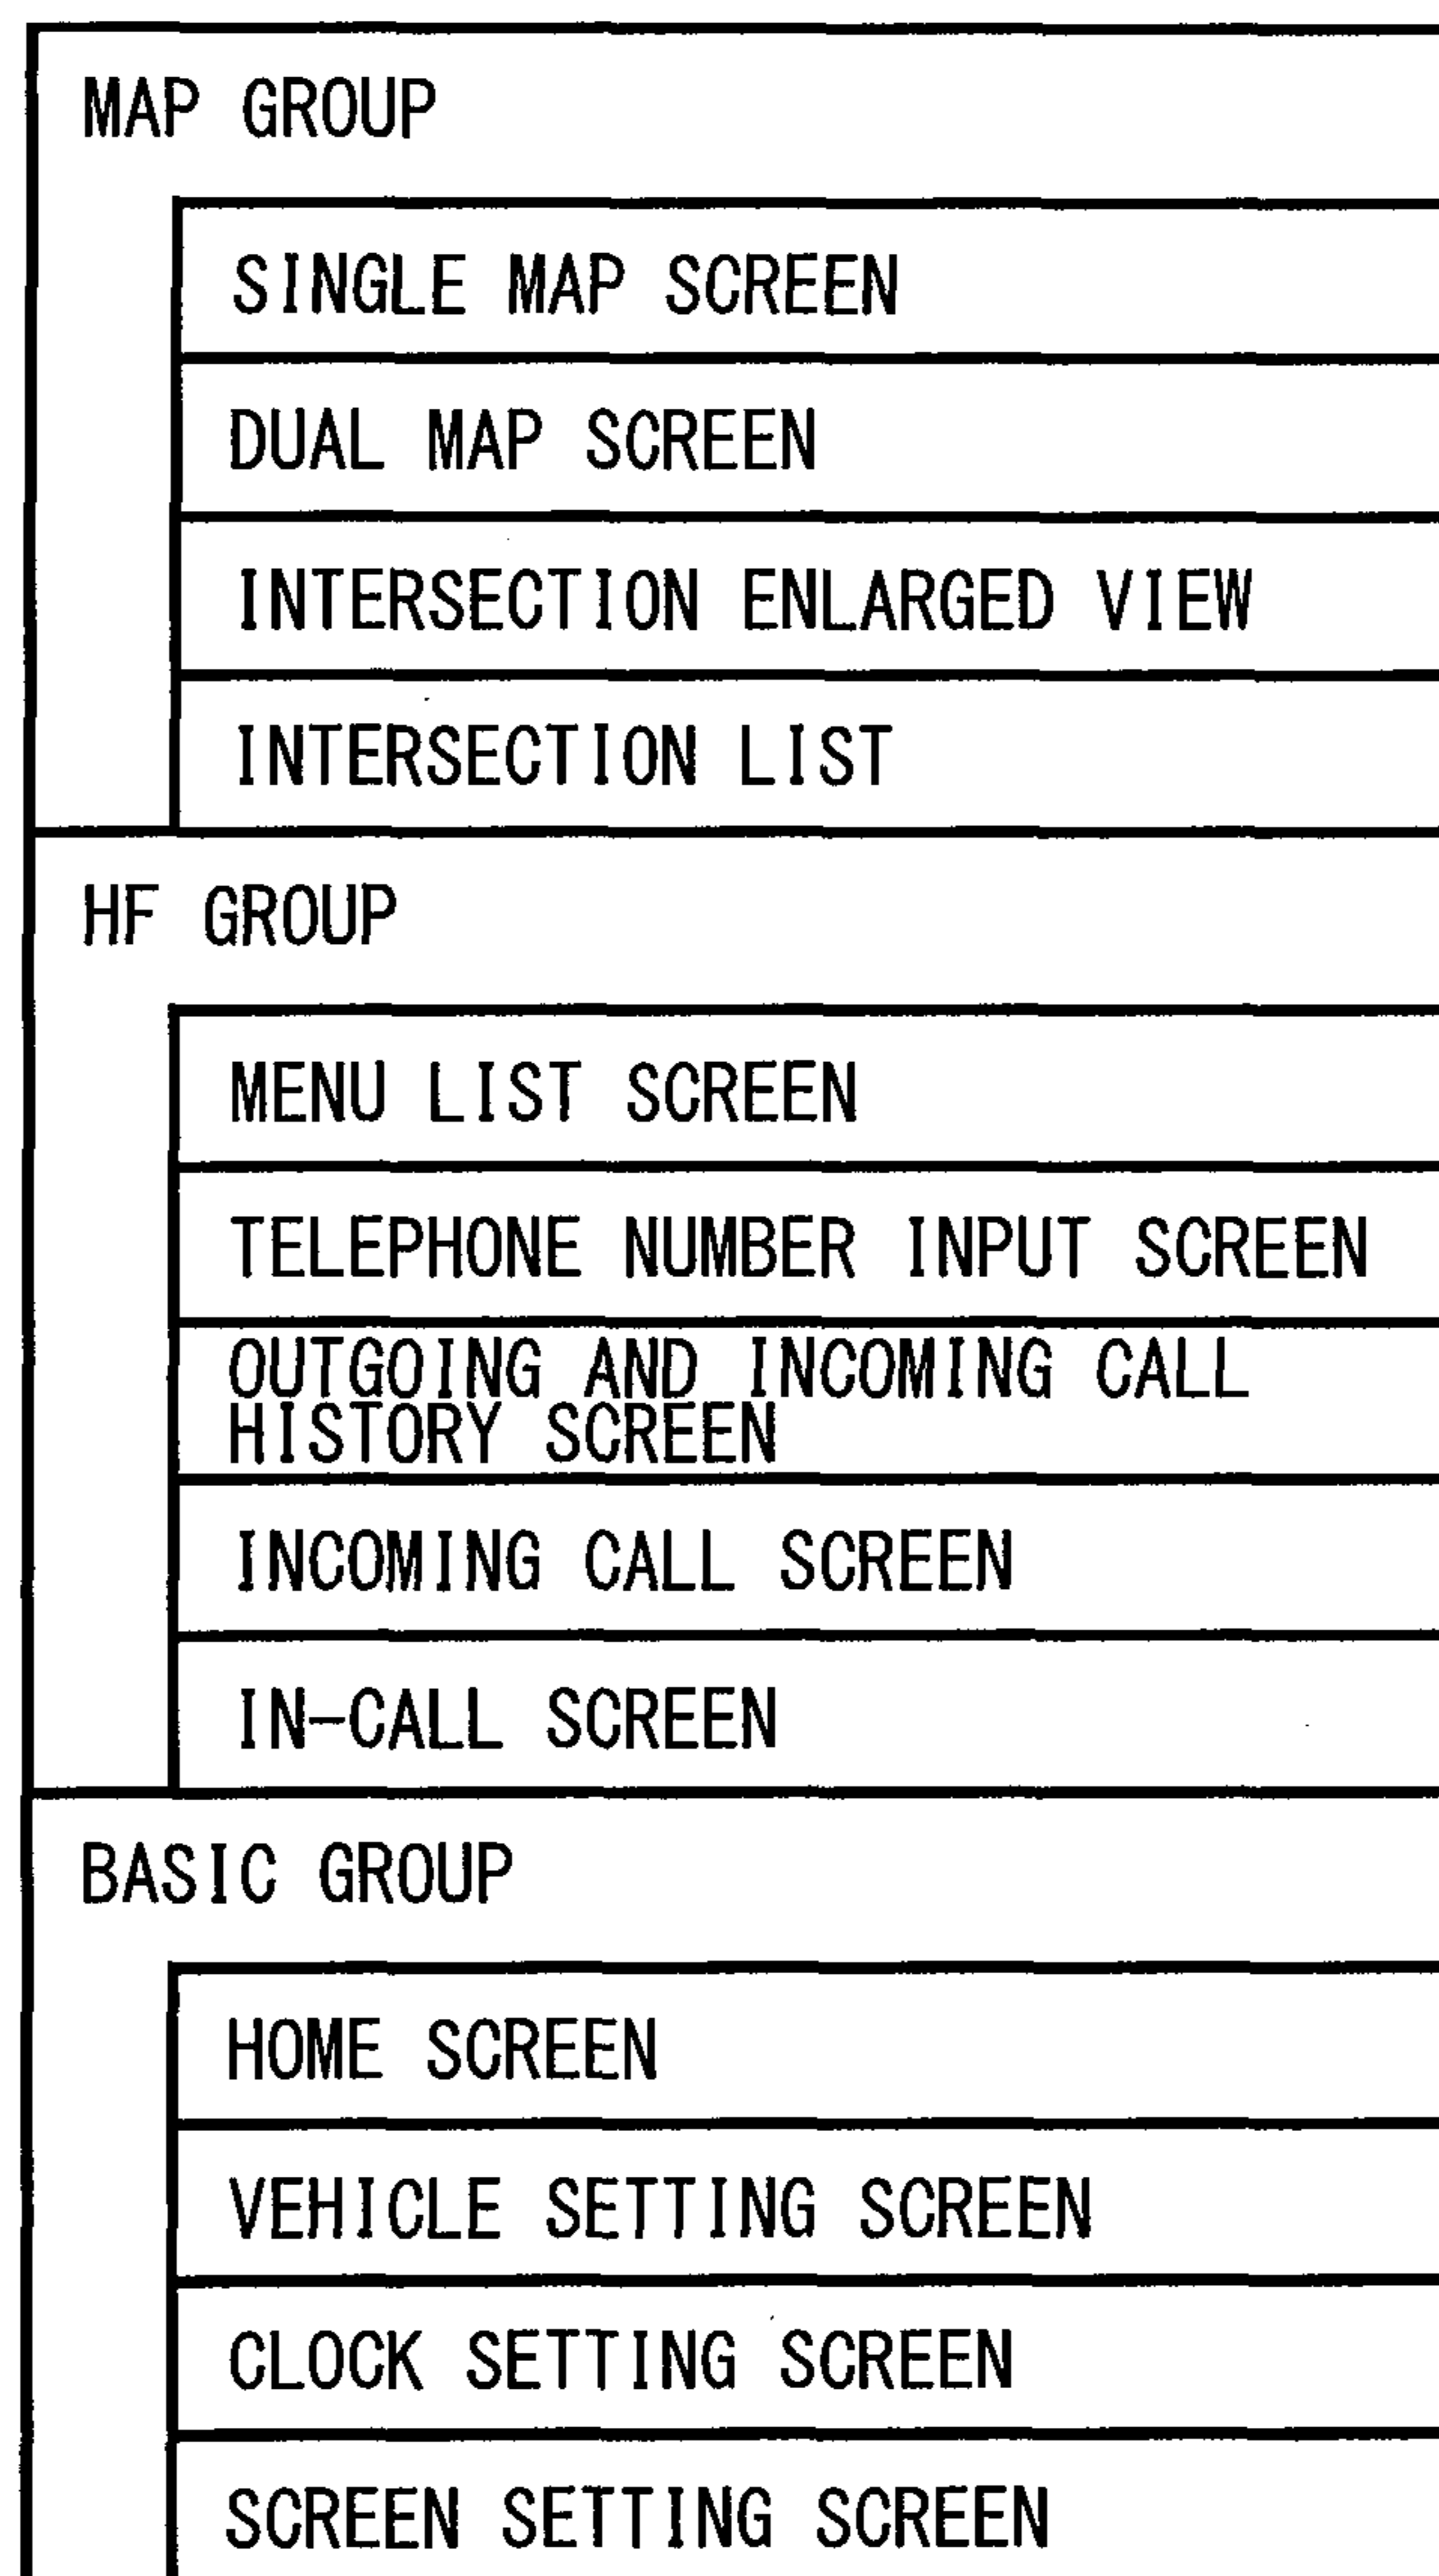 MAP GROUP
SINGLE MAP SCREEN
DUAL MAP SCREEN
INTERSECTION ENLARGED VIEW
INTERSECTION LIST
HF GROUP
MENU LIST SCREEN
TELEPHONE NUMBER INPUT SCREEN
OUTGOING AND INCOMING CALL
HISTORY SCREEN
INCOMING CALL SCREEN
IN-CALL SCREEN
BASIC GROUP
HOME SCREEN
VEHICLE SETTING SCREEN
CLOCK SETTING SCREEN
SCREEN SETTING SCREEN